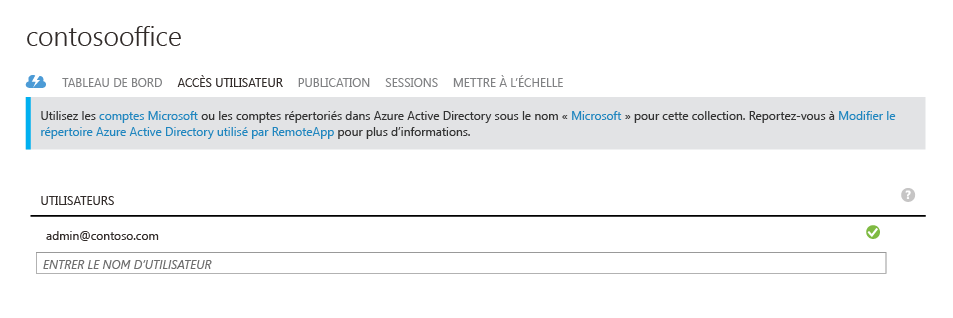 contosooffice
TABLEAU DE BORD ACCÈS UTILISATEUR PUBLICATION SESSIONS METTRE À L'ÉCHELLE
Utilisez les comptes Microsoft ou les comptes répertoriés dans Azure Active Directory sous le nom « Microsoft » pour cette collection. Reportez-vous à Modifier le
répertoire Azure Active Directory utilisé par RemoteApp pour plus d'informations.
UTILISATEURS ?
admin@contoso.com
ENTRER LE NOM D'UTILISATEUR